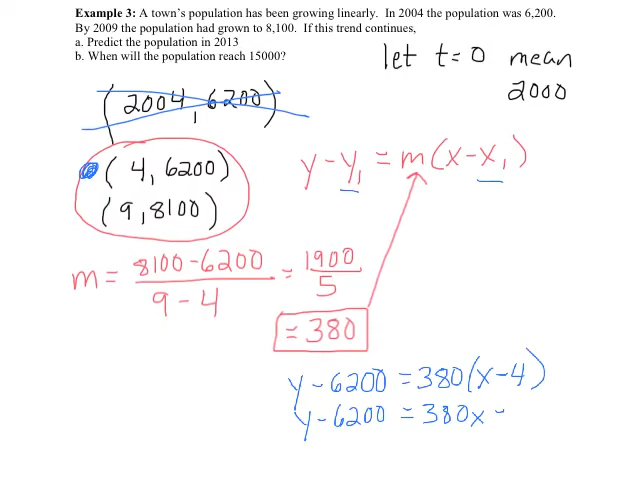 Example 3: A town's population has been growing linearly. In 2004 the population was 6,200.
By 2009 the population had grown to 8,100. If this trend continues,
a. Predict the population in 2013
b. When will the population reach 15000?
let t=0 mean
2000
(2004, 6200)
(4, 6200)
(9, 8100)
y - y₁ = m(x - x₁)
m = 8100 - 6200 / 9 - 4 = 1900 / 5
= 380
y - 6200 = 380(x - 4)
y - 6200 = 380x -